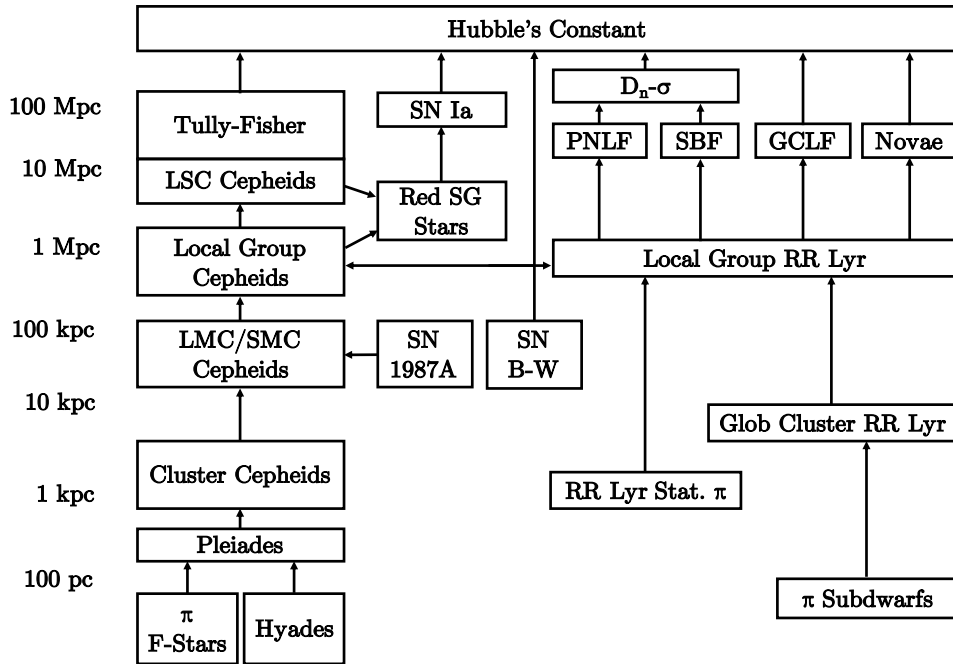 Hubble's Constant
100 Mpc
Tully-Fisher
SN Ia
Dₙ-σ
PNLF
SBF
GCLF
Novae
10 Mpc
LSC Cepheids
Red SG
Stars
1 Mpc
Local Group
Cepheids
Local Group RR Lyr
100 kpc
LMC/SMC
Cepheids
SN
1987A
SN
B-W
10 kpc
Glob Cluster RR Lyr
Cluster Cepheids
1 kpc
RR Lyr Stat. π
Pleiades
100 pc
π
F-Stars
Hyades
π Subdwarfs